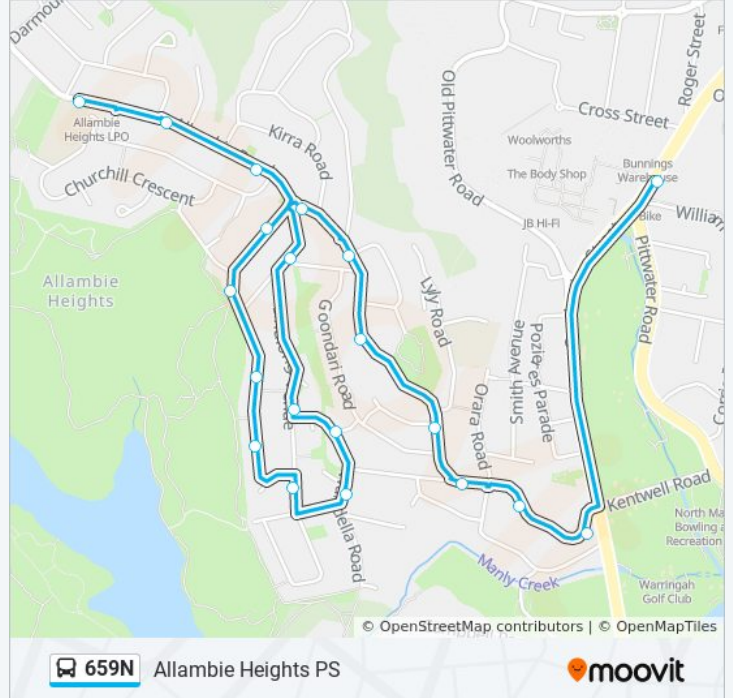 Darmou
Roger Street
Allambie
Heights LPO
Kirra Road
Old Pittwater Road
Cross Street
Woolworths
The Body Shop
Bunnings
Warehouse
Churchill Crescent
JB HI-FI
Bike
William
Allambie
Heights
Pittwater Road
Lyly Road
Goondari Road
Smith Avenue
Pozieres Parade
Orara Road
Kentwell Road
North Ma
Bowling a
Recreation
Manly Creek
Warringah
Golf Club
della Road
© OpenStreetMap contributors | © OpenMapTiles
659N Allambie Heights PS
moovit